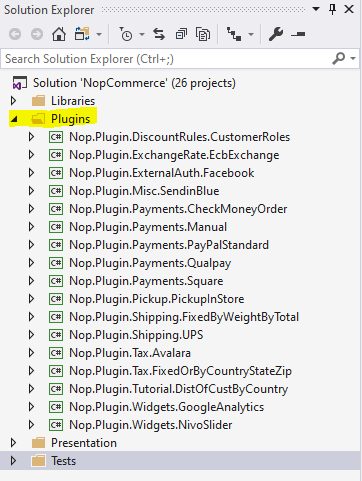 Solution Explorer
Search Solution Explorer (Ctrl+;)
Solution 'NopCommerce' (26 projects)
Libraries
Plugins
C# Nop.Plugin.DiscountRules.CustomerRoles
C# Nop.Plugin.ExchangeRate.EcbExchange
C# Nop.Plugin.ExternalAuth.Facebook
C# Nop.Plugin.Misc.SendinBlue
C# Nop.Plugin.Payments.CheckMoneyOrder
C# Nop.Plugin.Payments.Manual
C# Nop.Plugin.Payments.PayPalStandard
C# Nop.Plugin.Payments.Qualpay
C# Nop.Plugin.Payments.Square
C# Nop.Plugin.Pickup.PickupInStore
C# Nop.Plugin.Shipping.FixedByWeightByTotal
C# Nop.Plugin.Shipping.UPS
C# Nop.Plugin.Tax.Avalara
C# Nop.Plugin.Tax.FixedOrByCountryStateZip
C# Nop.Plugin.Tutorial.DistOfCustByCountry
C# Nop.Plugin.Widgets.GoogleAnalytics
C# Nop.Plugin.Widgets.NivoSlider
Presentation
Tests